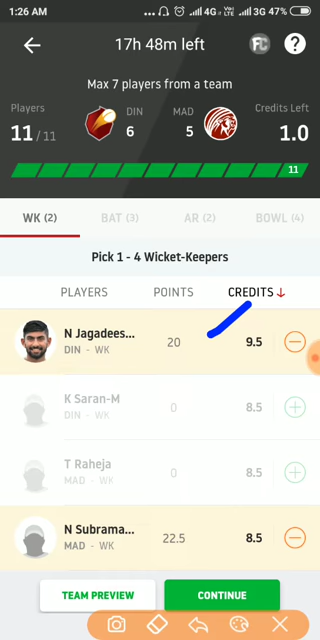 1:26 AM ... 4G Vo) LTE 3G 47%
17h 48m left FC ?
Max 7 players from a team
Players DIN MAD Credits Left
11/11 6 5 1.0
11
WK (2) BAT (3) AR (2) BOWL (4)
Pick 1 - 4 Wicket-Keepers
PLAYERS POINTS CREDITS ↓
N Jagadees... 20 9.5
DIN - WK
K Saran-M 0 8.5
DIN - WK
T Raheja 0 8.5
MAD - WK
N Subrama... 22.5 8.5
MAD - WK
TEAM PREVIEW CONTINUE